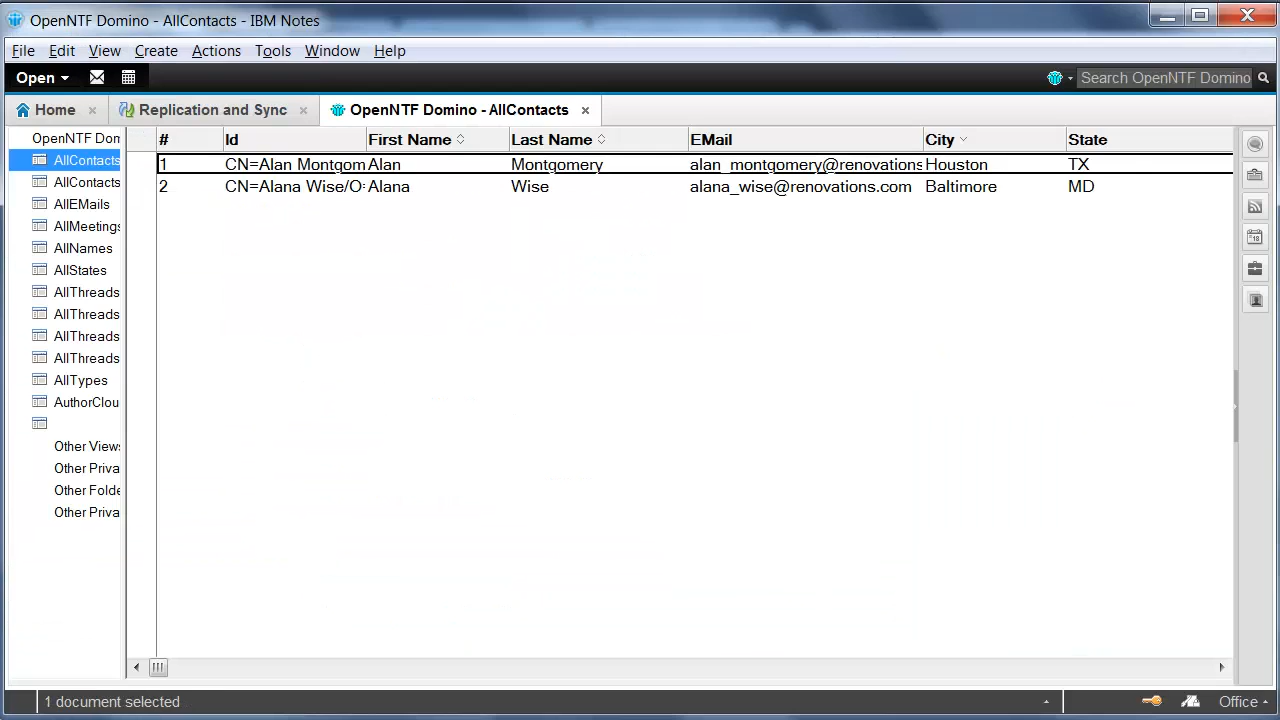 OpenNTF Domino - AllContacts - IBM Notes
File Edit View Create Actions Tools Window Help
Open Search OpenNTF Domino
Home Replication and Sync OpenNTF Domino - AllContacts
OpenNTF Dom
AllContacts
AllContacts
AllEMails
AllMeetings
AllNames
AllStates
AllThreads
AllThreads
AllThreads
AllThreads
AllTypes
AuthorClou
Other Views
Other Priva
Other Folde
Other Priva
# Id First Name Last Name EMail City State
1 CN=Alan Montgom Alan Montgomery alan_montgomery@renovations Houston TX
2 CN=Alana Wise/O= Alana Wise alana_wise@renovations.com Baltimore MD
18
1 document selected Office